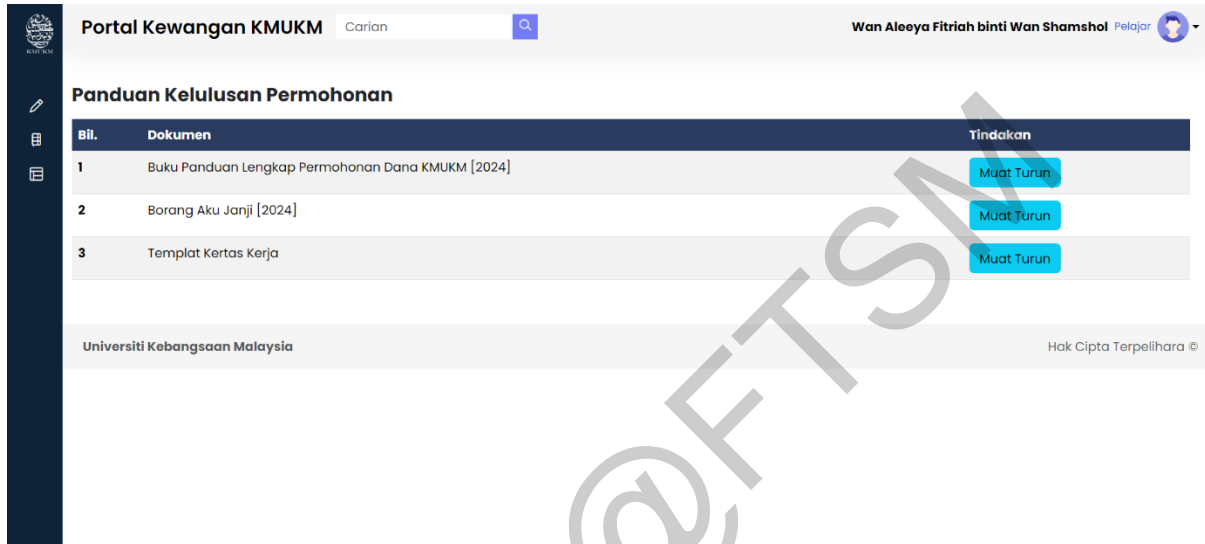 Portal Kewangan KMUKM Carian Wan Aleeya Fitriah binti Wan Shamshol Pelajar
KMUKM
Panduan Kelulusan Permohonan
Bil. Dokumen Tindakan
1 Buku Panduan Lengkap Permohonan Dana KMUKM [2024] Muat Turun
2 Borang Aku Janji [2024] Muat Turun
3 Templat Kertas Kerja Muat Turun
Universiti Kebangsaan Malaysia Hak Cipta Terpelihara ©
@FTSM